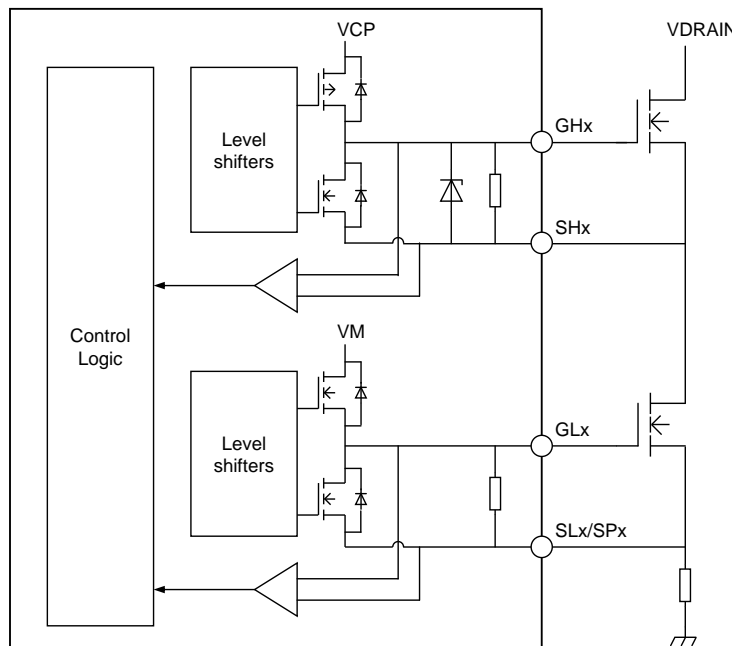 VCP
VDRAIN
Level
shifters
GHx
SHx
Control
Logic
VM
Level
shifters
GLx
SLx/SPx